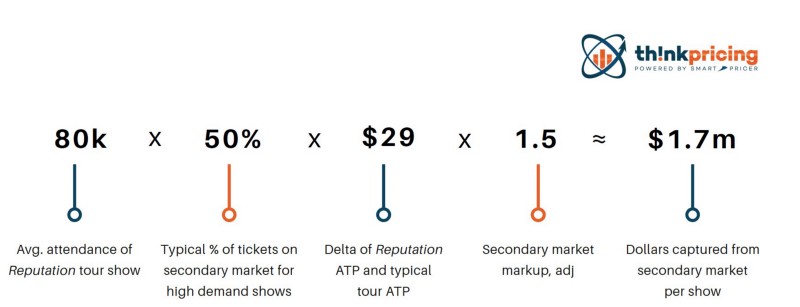 th!nkpricing
POWERED BY SMART PRICER
80k x 50% x $29 x 1.5 ≈ $1.7m
Avg. attendance of
Reputation tour show
Typical % of tickets on
secondary market for
high demand shows
Delta of Reputation
ATP and typical
tour ATP
Secondary market
markup, adj
Dollars captured from
secondary market
per show